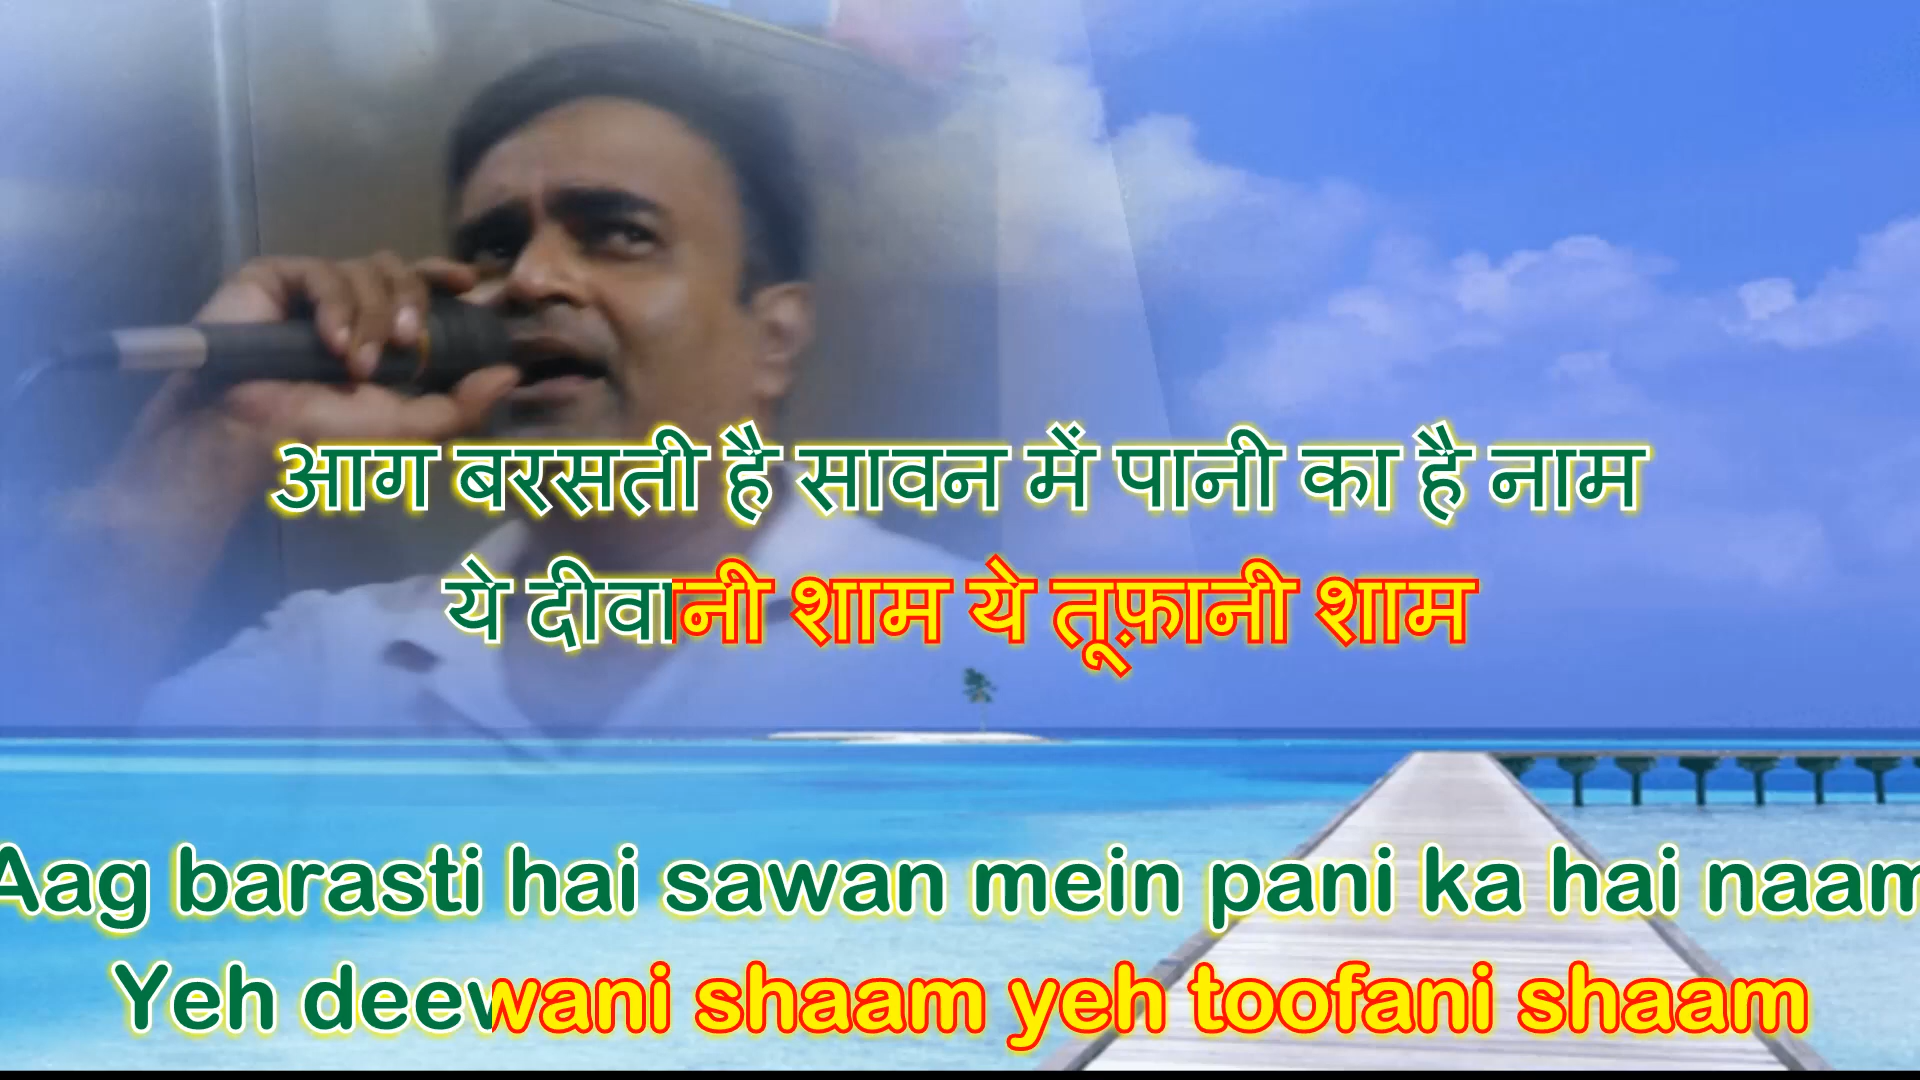 आग बरसती है सावन में पानी का है नाम
ये दीवानी शाम ये तूफ़ानी शाम
Aag barasti hai sawan mein pani ka hai naam
Yeh deewani shaam yeh toofani shaam